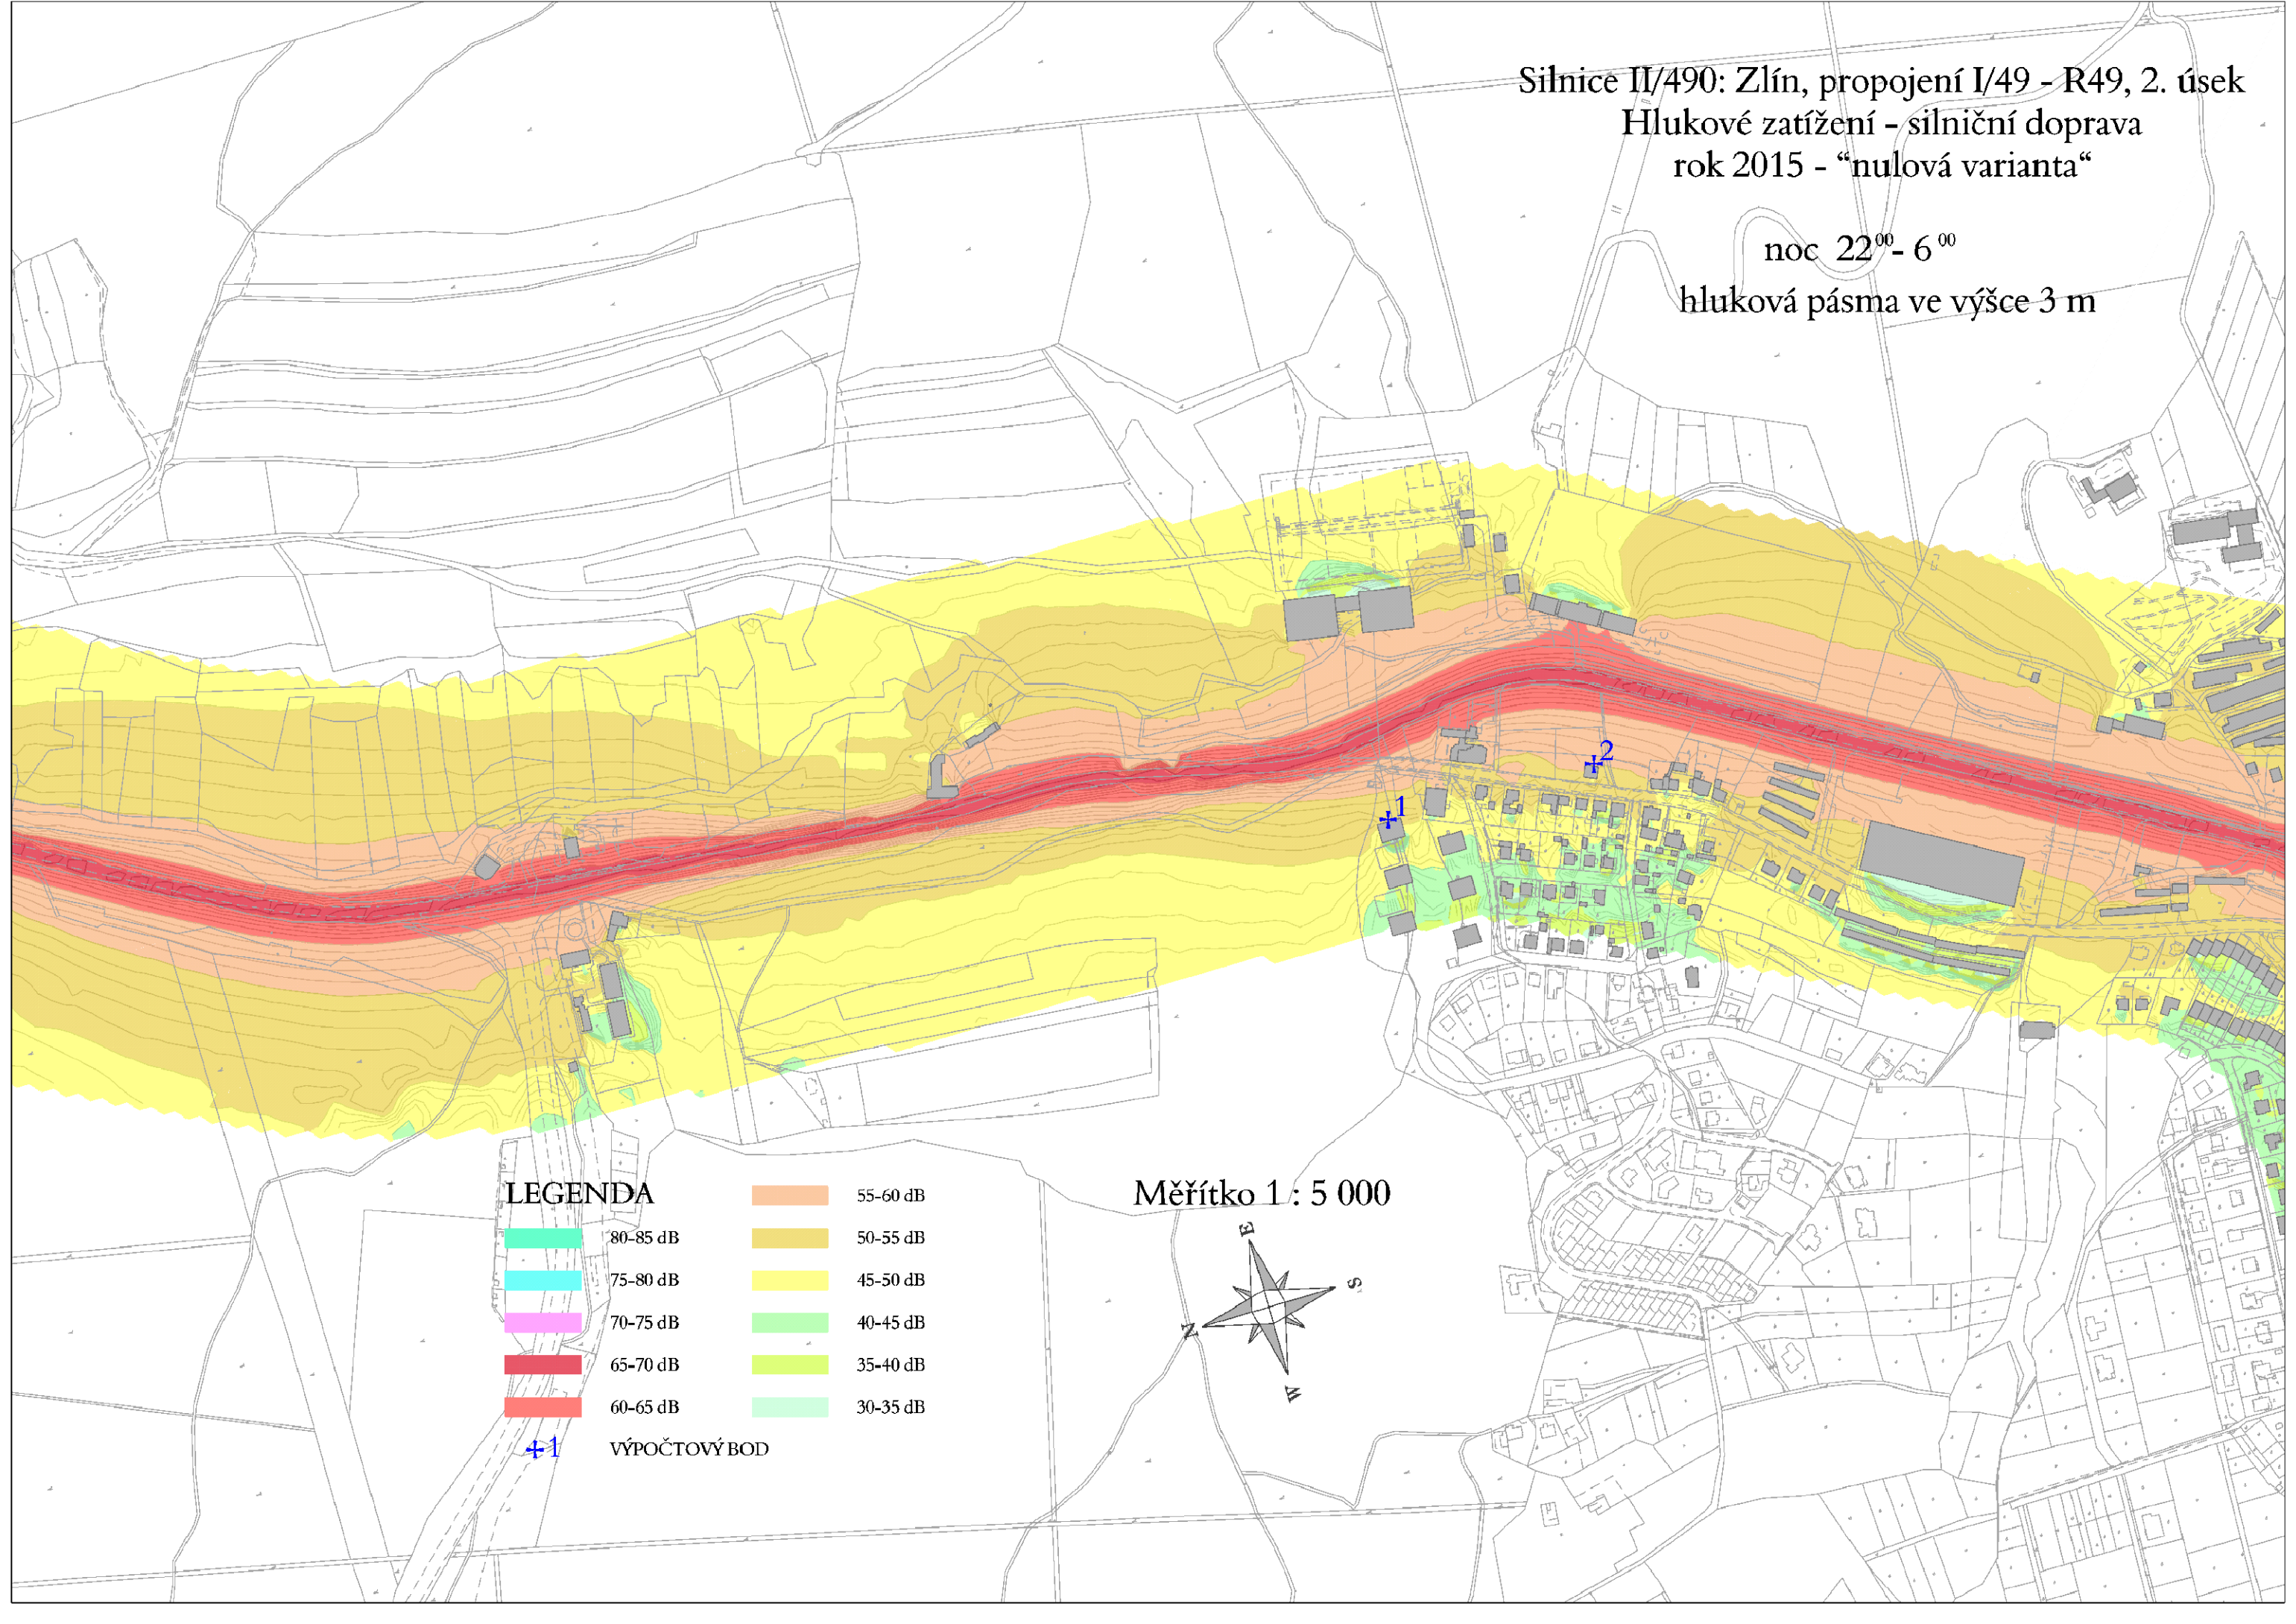 Silnice II/490: Zlín, propojení I/49 - R49, 2. úsek
Hlukové zatížení - silniční doprava
rok 2015 - “nulová varianta“
noc 22⁰⁰- 6 ⁰⁰
hluková pásma ve výšce 3 m
2
1
LEGENDA
80-85 dB
75-80 dB
70-75 dB
65-70 dB
60-65 dB
1 VÝPOČTOVÝ BOD
55-60 dB
50-55 dB
45-50 dB
40-45 dB
35-40 dB
30-35 dB
Měřítko 1 : 5 000
E
S
N
W